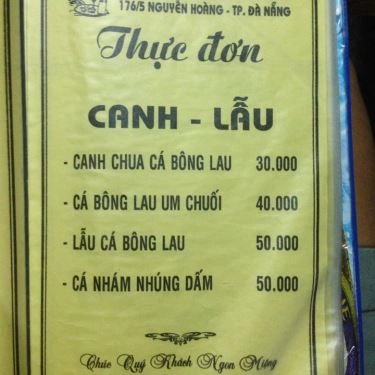 176/5 NGUYỄN HOÀNG - TP. ĐÀ NẴNG
Thực đơn
CANH - LẪU
- CANH CHUA CÁ BÔNG LAU 30.000
- CÁ BÔNG LAU UM CHUỐI 40.000
- LẪU CÁ BÔNG LAU 50.000
- CÁ NHÁM NHÚNG DẤM 50.000
Chúc Quý Khách Ngon Miệng